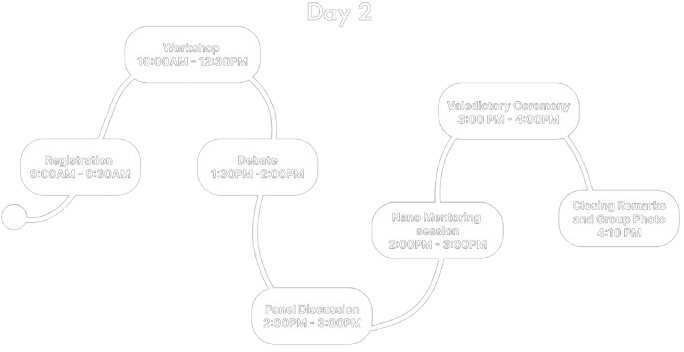 Day 2
Registration
9:00AM - 9:30AM
Workshop
10:00AM - 12:30PM
Debate
1:30PM -2:00PM
Panel Discussion
2:00PM - 3:00PM
Nano Mentoring
session
2:00PM - 3:00PM
Valedictory Ceremony
3:00 PM - 4:00PM
Closing Remarks
and Group Photo
4:10 PM